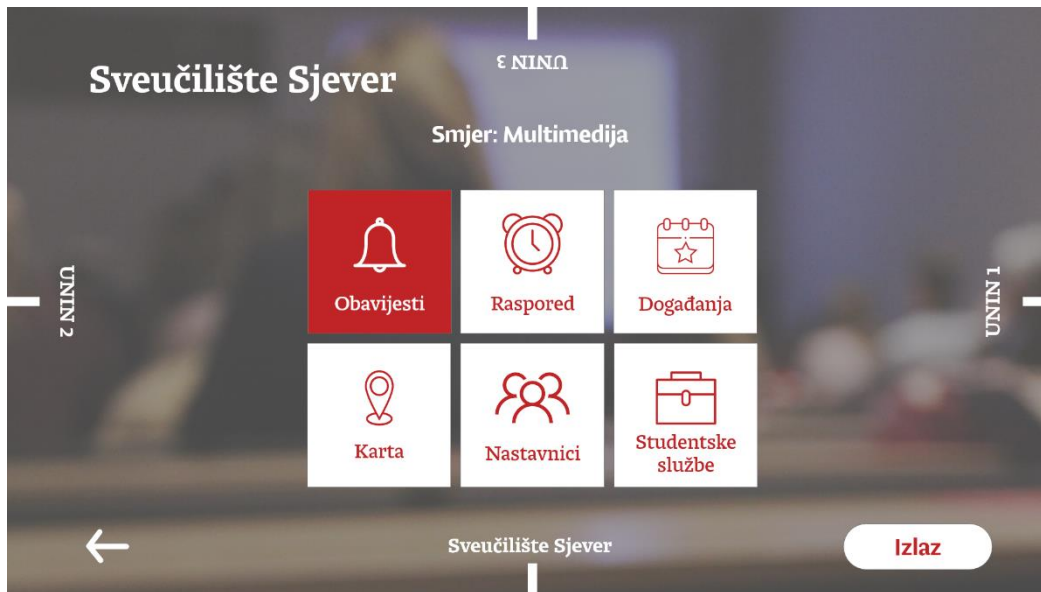 UNIN 3
Sveučilište Sjever
Smjer: Multimedija
Obavijesti
Raspored
Događanja
UNIN 2
UNIN 1
Karta
Nastavnici
Studentske
službe
Sveučilište Sjever
Izlaz